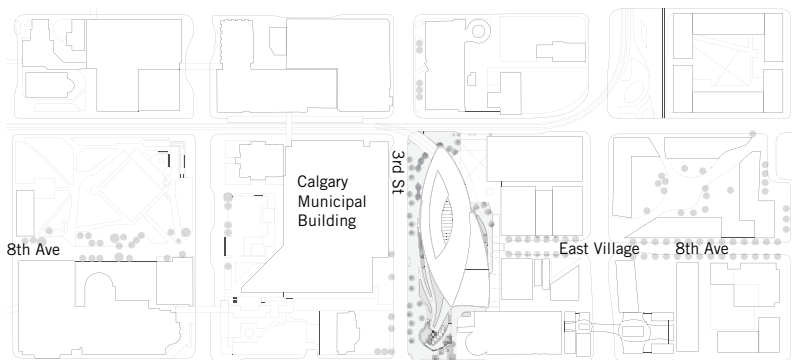 Calgary
Municipal
Building
3rd St
8th Ave
East Village
8th Ave